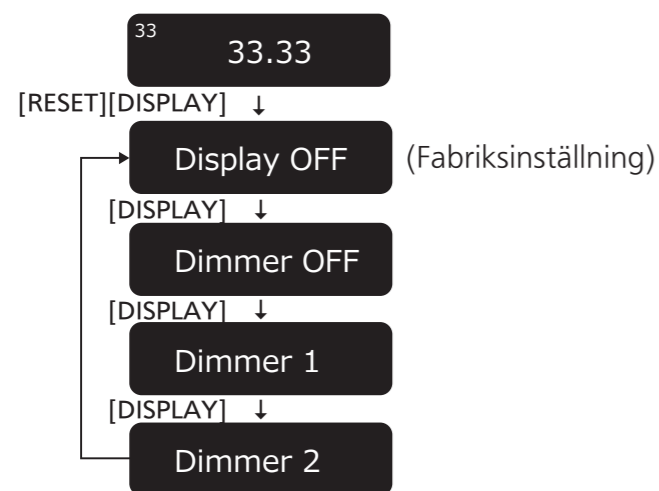 33
33.33
[RESET][DISPLAY] ↓
Display OFF (Fabriksinställning)
[DISPLAY] ↓
Dimmer OFF
[DISPLAY] ↓
Dimmer 1
[DISPLAY] ↓
Dimmer 2